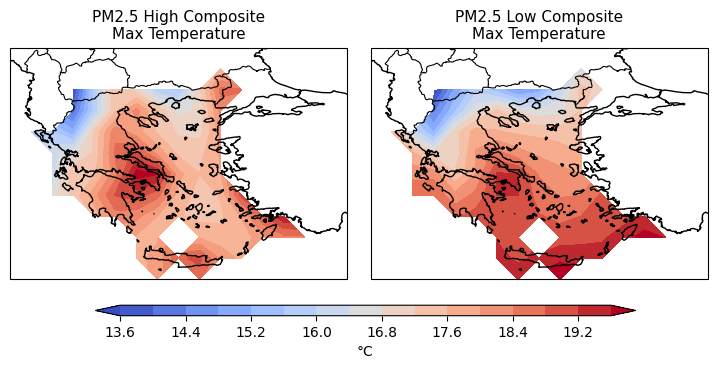 PM2.5 High Composite
Max Temperature
PM2.5 Low Composite
Max Temperature
13.6 14.4 15.2 16.0 16.8 17.6 18.4 19.2
°C